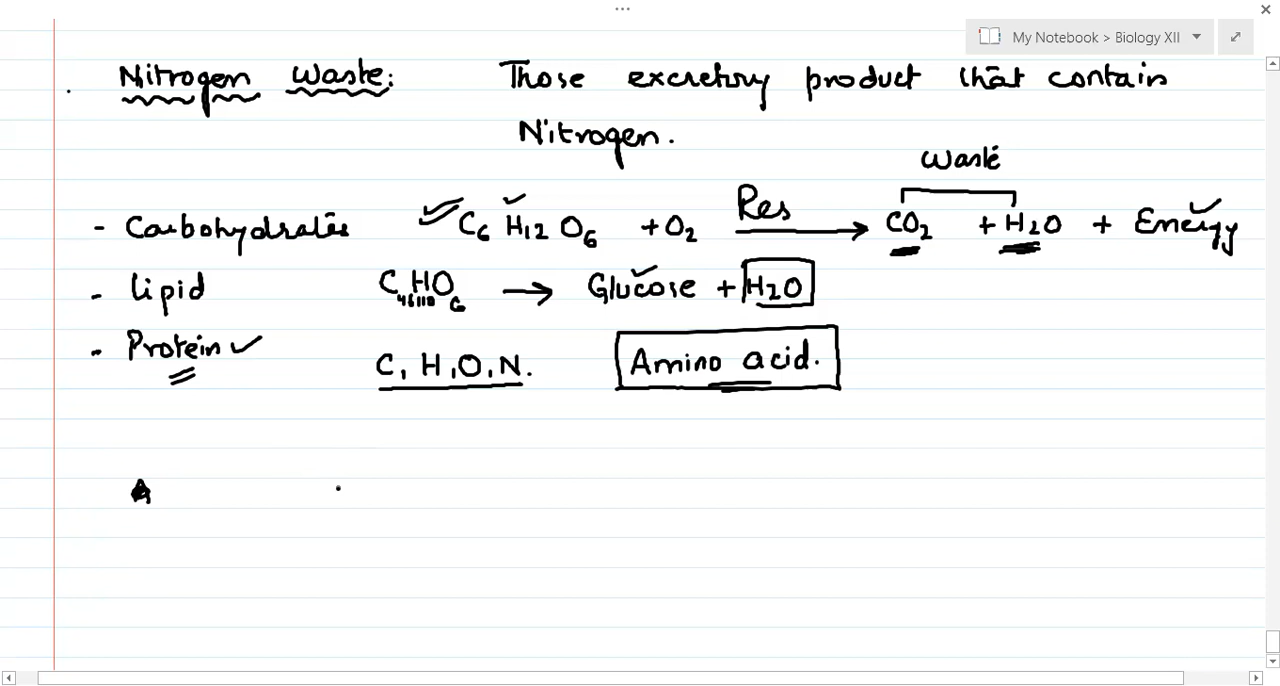 My Notebook > Biology XII
Nitrogen Waste: Those excretory product that contain
Nitrogen.
Waste
- Carbohydrates C6 H12 O6 + O2 Res CO2 + H2O + Energy
- Lipid CHO Glucose + H2O
- Protein C, H, O, N. Amino acid.